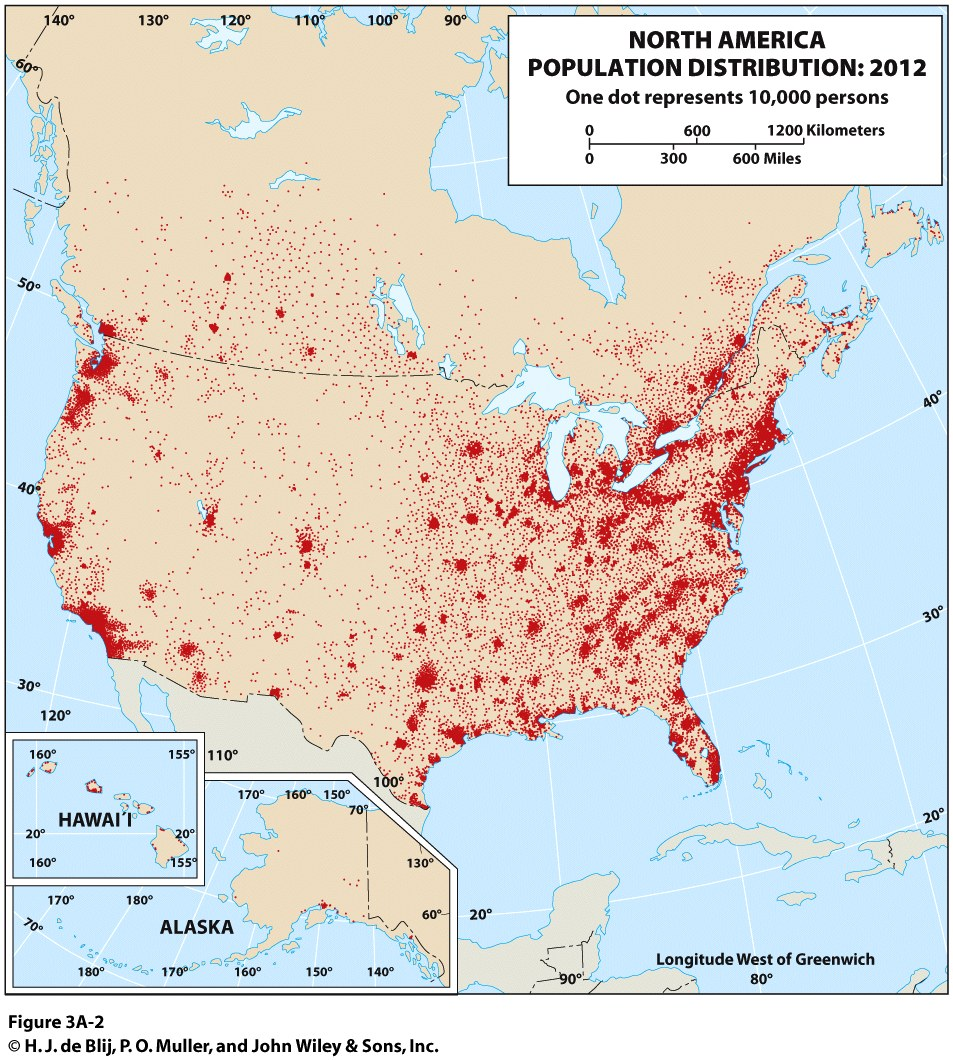 140° 130° 120° 110° 100° 90°
NORTH AMERICA
POPULATION DISTRIBUTION: 2012
One dot represents 10,000 persons
0 600 1200 Kilometers
0 300 600 Miles
60°
50°
40°
40°
30°
30°
120°
110°
100°
20°
20°
90°
80°
Longitude West of Greenwich
160° 155°
HAWAI'I
20° 20°
160° 155°
170° 160° 150°
70°
130°
60°
170° 180°
70°
ALASKA
180° 170° 160° 150° 140°
Figure 3A-2
© H. J. de Blij, P. O. Muller, and John Wiley & Sons, Inc.